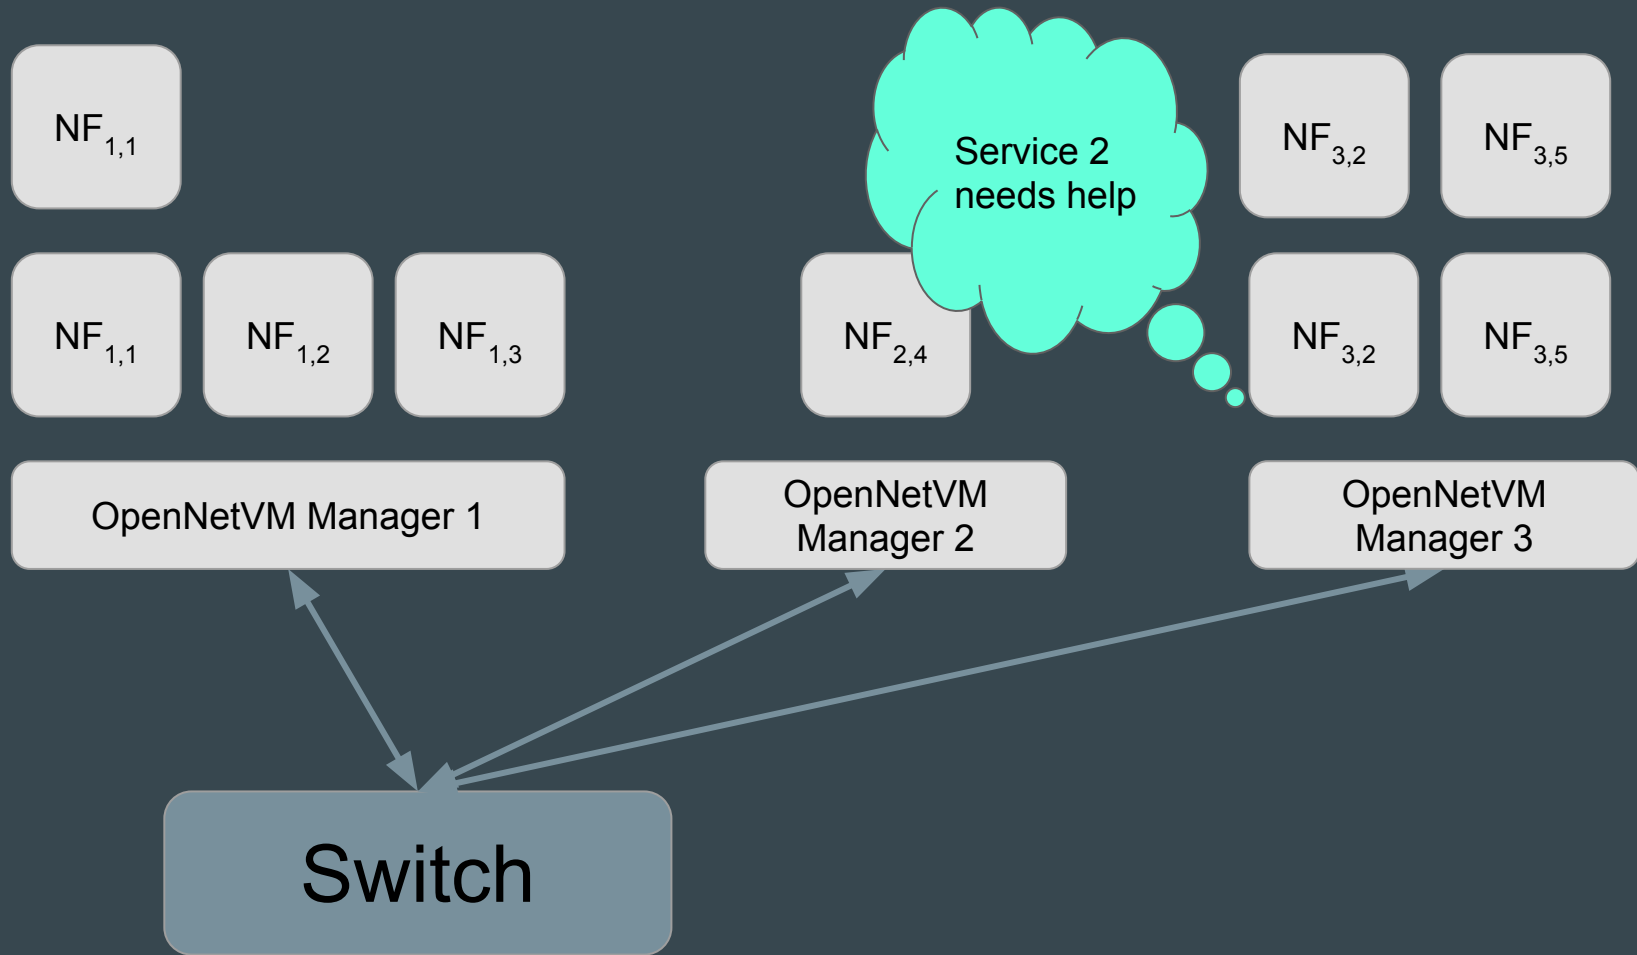 NF1,1
Service 2
needs help
NF3,2
NF3,5
NF1,1
NF1,2
NF1,3
NF2,4
NF3,2
NF3,5
OpenNetVM Manager 1
OpenNetVM
Manager 2
OpenNetVM
Manager 3
Switch